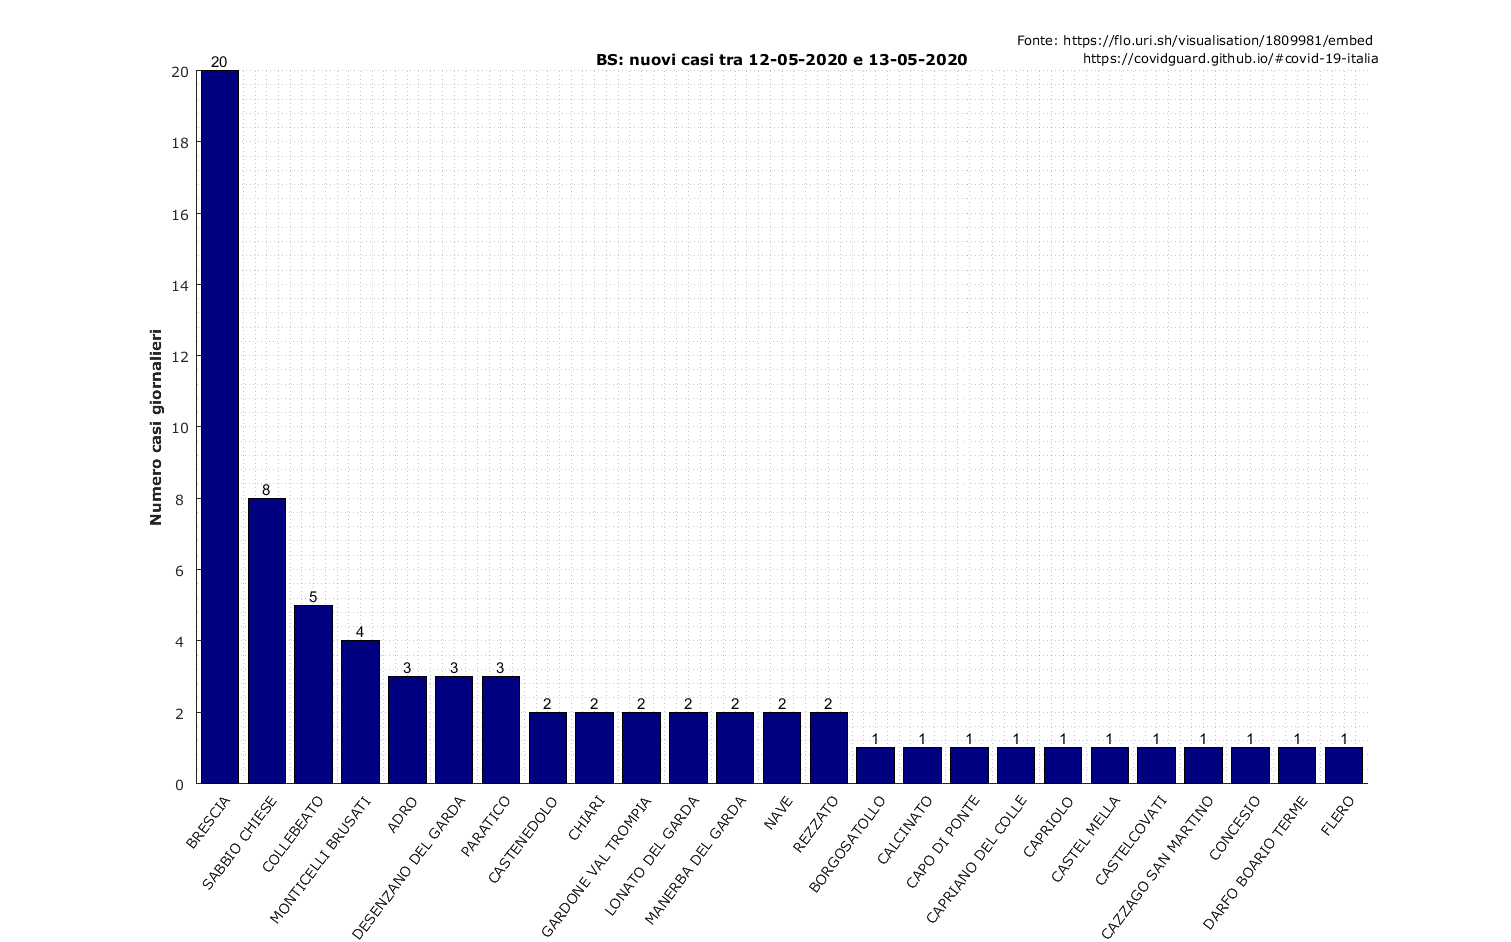 Fonte: https://flo.uri.sh/visualisation/1809981/embed
https://covidguard.github.io/#covid-19-italia
BS: nuovi casi tra 12-05-2020 e 13-05-2020
Numero casi giornalieri
20
18
16
14
12
10
8
6
4
2
0
20
8
5
4
3
3
3
2
2
2
2
2
2
2
1
1
1
1
1
1
1
1
1
1
1
BRESCIA
SABBIO CHIESE
COLLEBEATO
MONTICELLI BRUSATI
ADRO
DESENZANO DEL GARDA
PARATICO
CASTENEDOLO
CHIARI
GARDONE VAL TROMPIA
LONATO DEL GARDA
MANERBA DEL GARDA
NAVE
REZZATO
BORGOSATOLLO
CALCINATO
CAPO DI PONTE
CAPRIANO DEL COLLE
CAPRIOLO
CASTEL MELLA
CASTELCOVATI
CAZZAGO SAN MARTINO
CONCESIO
DARFO BOARIO TERME
FLERO